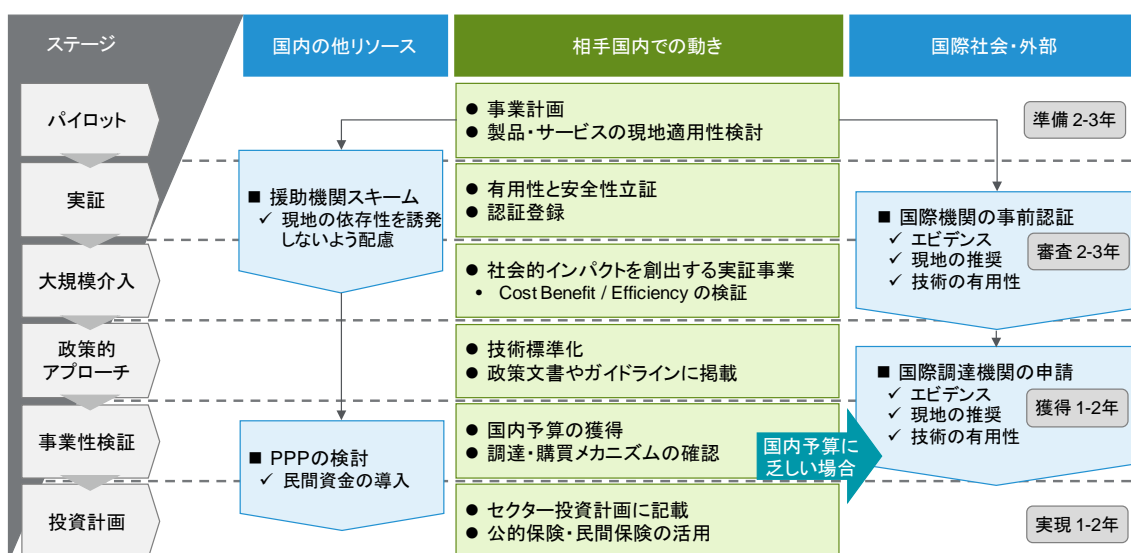 ステージ
国内の他リソース
相手国内での動き
国際社会・外部
パイロット
● 事業計画
● 製品・サービスの現地適用性検討
準備 2-3年
実証
■ 援助機関スキーム
✓ 現地の依存性を誘発
しないよう配慮
● 有用性と安全性立証
● 認証登録
■ 国際機関の事前認証
✓ エビデンス
✓ 現地の推奨
✓ 技術の有用性
審査 2-3年
大規模介入
● 社会的インパクトを創出する実証事業
• Cost Benefit / Efficiency の検証
政策的
アプローチ
● 技術標準化
● 政策文書やガイドラインに掲載
■ 国際調達機関の申請
✓ エビデンス
✓ 現地の推奨
✓ 技術の有用性
獲得 1-2年
事業性検証
■ PPPの検討
✓ 民間資金の導入
● 国内予算の獲得
● 調達・購買メカニズムの確認
国内予算に
乏しい場合
投資計画
● セクター投資計画に記載
● 公的保険・民間保険の活用
実現 1-2年